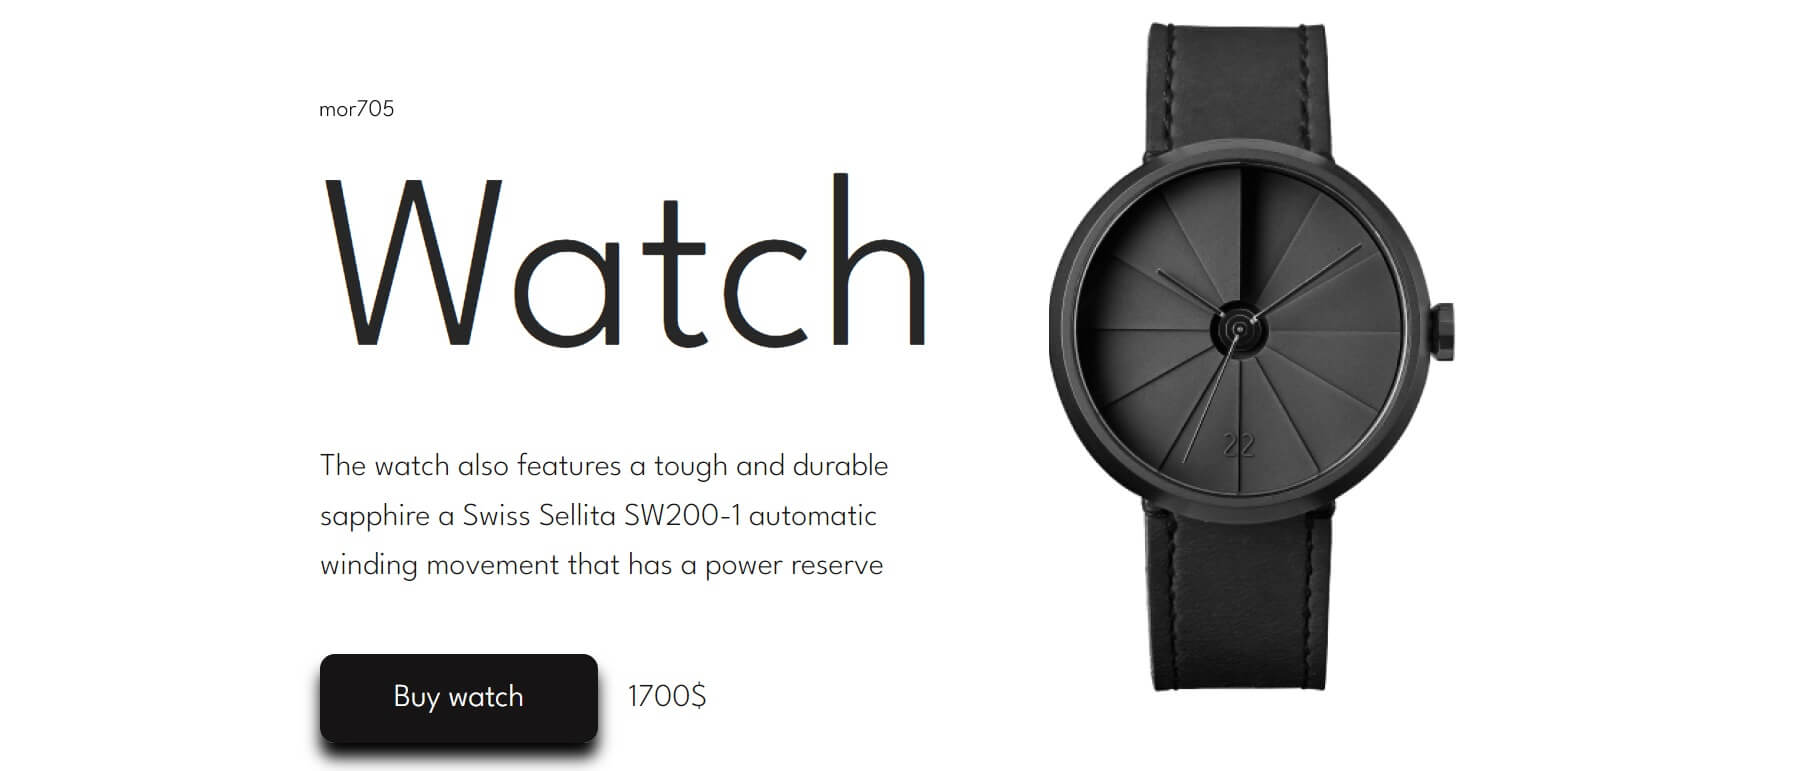 mor705
Watch
The watch also features a tough and durable
sapphire a Swiss Sellita SW200-1 automatic
winding movement that has a power reserve
Buy watch
1700$
22